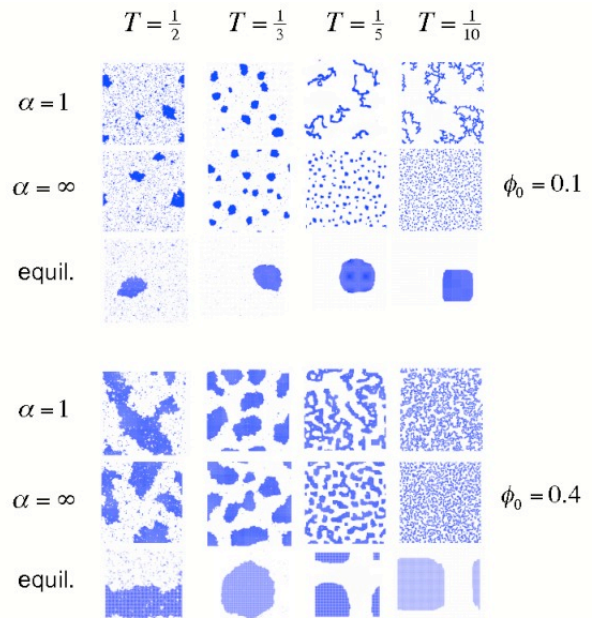 T = 1/2 T = 1/3 T = 1/5 T = 1/10
α = 1
α = ∞ ϕ₀ = 0.1
equil.
α = 1
α = ∞ ϕ₀ = 0.4
equil.